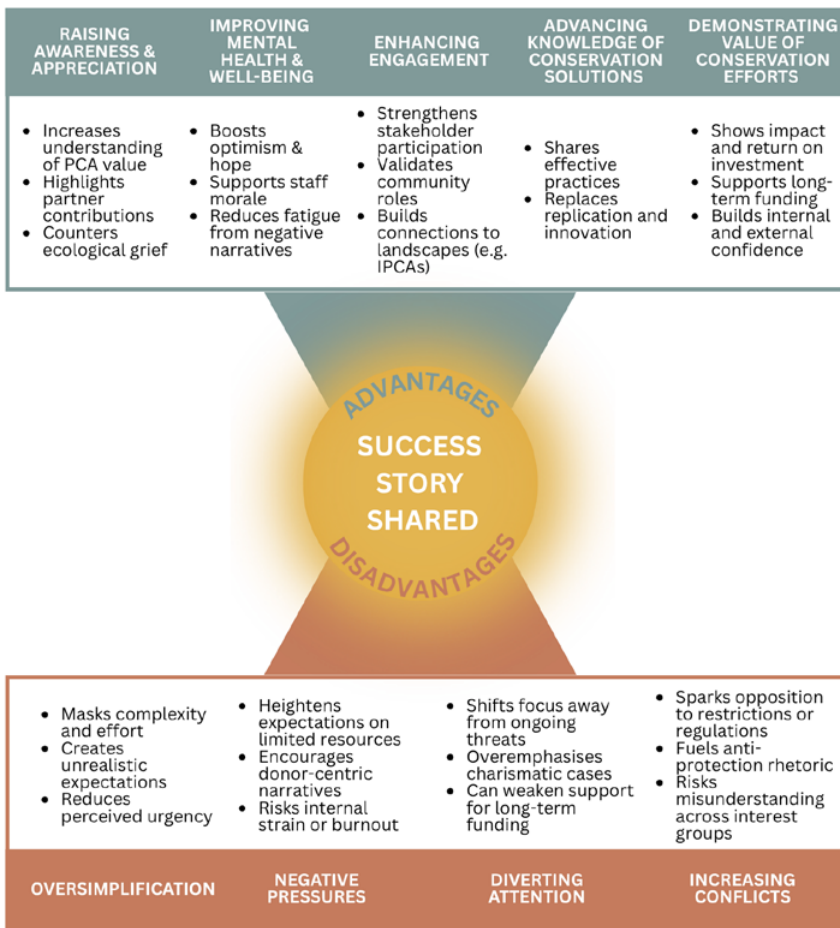 RAISING
AWARENESS &
APPRECIATION
• Increases
understanding
of PCA value
• Highlights
partner
contributions
• Counters
ecological grief
IMPROVING
MENTAL
HEALTH &
WELL-BEING
• Boosts
optimism &
hope
• Supports staff
morale
• Reduces fatigue
from negative
narratives
ENHANCING
ENGAGEMENT
• Strengthens
stakeholder
participation
• Validates
community
roles
• Builds
connections to
landscapes (e.g.
IPCAs)
ADVANCING
KNOWLEDGE OF
CONSERVATION
SOLUTIONS
• Shares
effective
practices
• Replaces
replication and
innovation
DEMONSTRATING
VALUE OF
CONSERVATION
EFFORTS
• Shows impact
and return on
investment
• Supports long-
term funding
• Builds internal
and external
confidence
ADVANTAGES
SUCCESS
STORY
SHARED
DISADVANTAGES
• Masks complexity
and effort
• Creates
unrealistic
expectations
• Reduces
perceived urgency
OVERSIMPLIFICATION
• Heightens
expectations on
limited resources
• Encourages
donor-centric
narratives
• Risks internal
strain or burnout
NEGATIVE
PRESSURES
• Shifts focus away
from ongoing
threats
• Overemphasises
charismatic cases
• Can weaken support
for long-term
funding
DIVERTING
ATTENTION
• Sparks opposition
to restrictions or
regulations
• Fuels anti-
protection rhetoric
• Risks
misunderstanding
across interest
groups
INCREASING
CONFLICTS